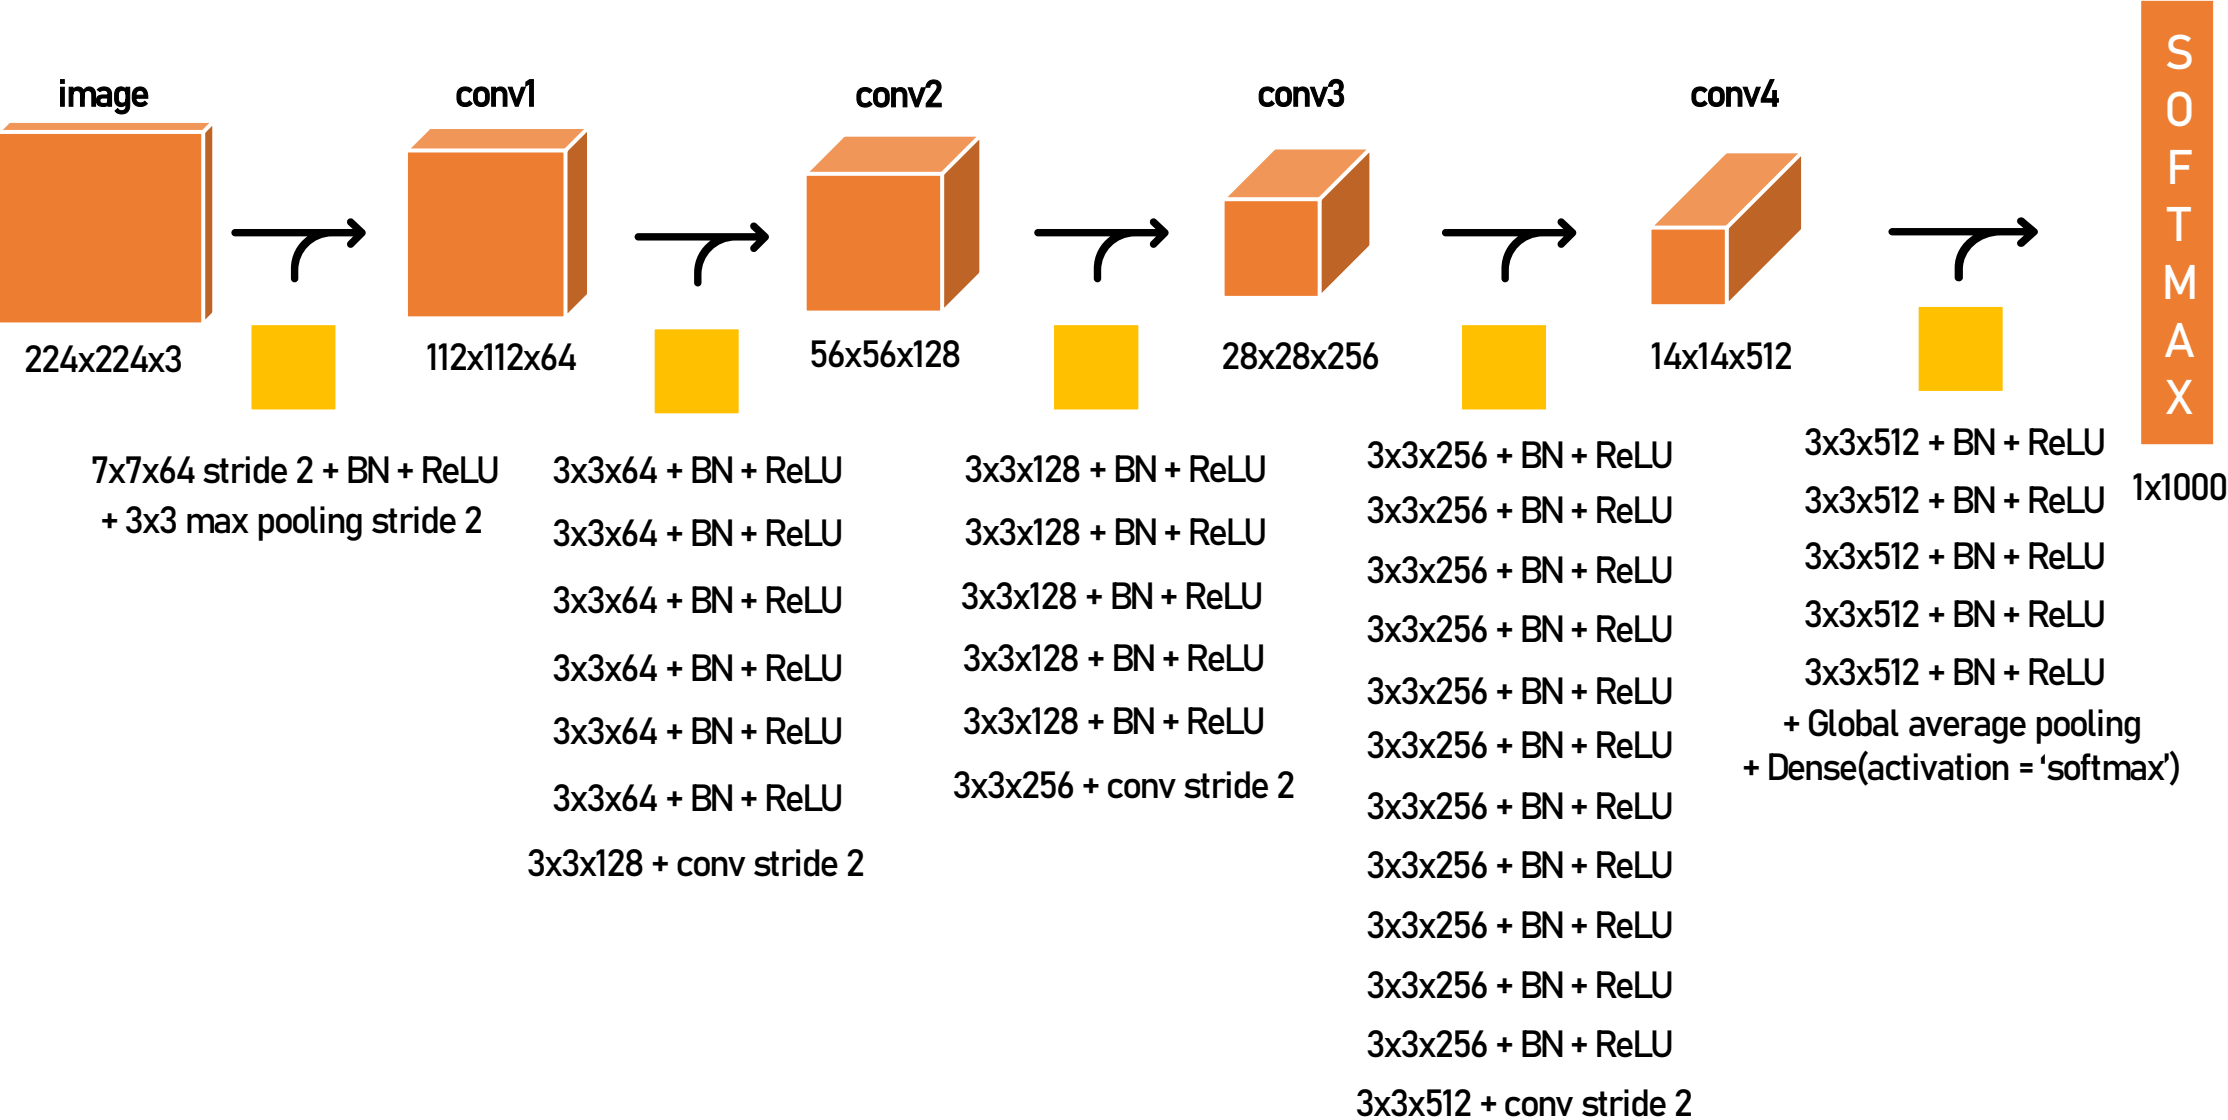 image
224x224x3
7x7x64 stride 2 + BN + ReLU
+ 3x3 max pooling stride 2
conv1
112x112x64
3x3x64 + BN + ReLU
3x3x64 + BN + ReLU
3x3x64 + BN + ReLU
3x3x64 + BN + ReLU
3x3x64 + BN + ReLU
3x3x64 + BN + ReLU
3x3x128 + conv stride 2
conv2
56x56x128
3x3x128 + BN + ReLU
3x3x128 + BN + ReLU
3x3x128 + BN + ReLU
3x3x128 + BN + ReLU
3x3x128 + BN + ReLU
3x3x256 + conv stride 2
conv3
28x28x256
3x3x256 + BN + ReLU
3x3x256 + BN + ReLU
3x3x256 + BN + ReLU
3x3x256 + BN + ReLU
3x3x256 + BN + ReLU
3x3x256 + BN + ReLU
3x3x256 + BN + ReLU
3x3x256 + BN + ReLU
3x3x256 + BN + ReLU
3x3x256 + BN + ReLU
3x3x256 + BN + ReLU
3x3x512 + conv stride 2
conv4
14x14x512
3x3x512 + BN + ReLU
3x3x512 + BN + ReLU
3x3x512 + BN + ReLU
3x3x512 + BN + ReLU
3x3x512 + BN + ReLU
+ Global average pooling
+ Dense(activation = ‘softmax’)
SOFTMAX
1x1000